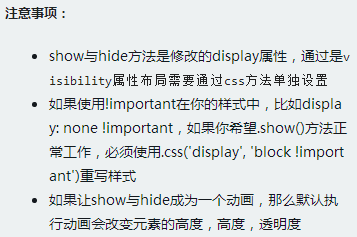 注意事项：
show与hide方法是修改的display属性，通过是v
isibility属性布局需要通过css方法单独设置
如果使用!important在你的样式中，比如displa
y: none !important，如果你希望.show()方法正
常工作，必须使用.css('display', 'block !import
ant')重写样式
如果让show与hide成为一个动画，那么默认执
行动画会改变元素的高度，高度，透明度